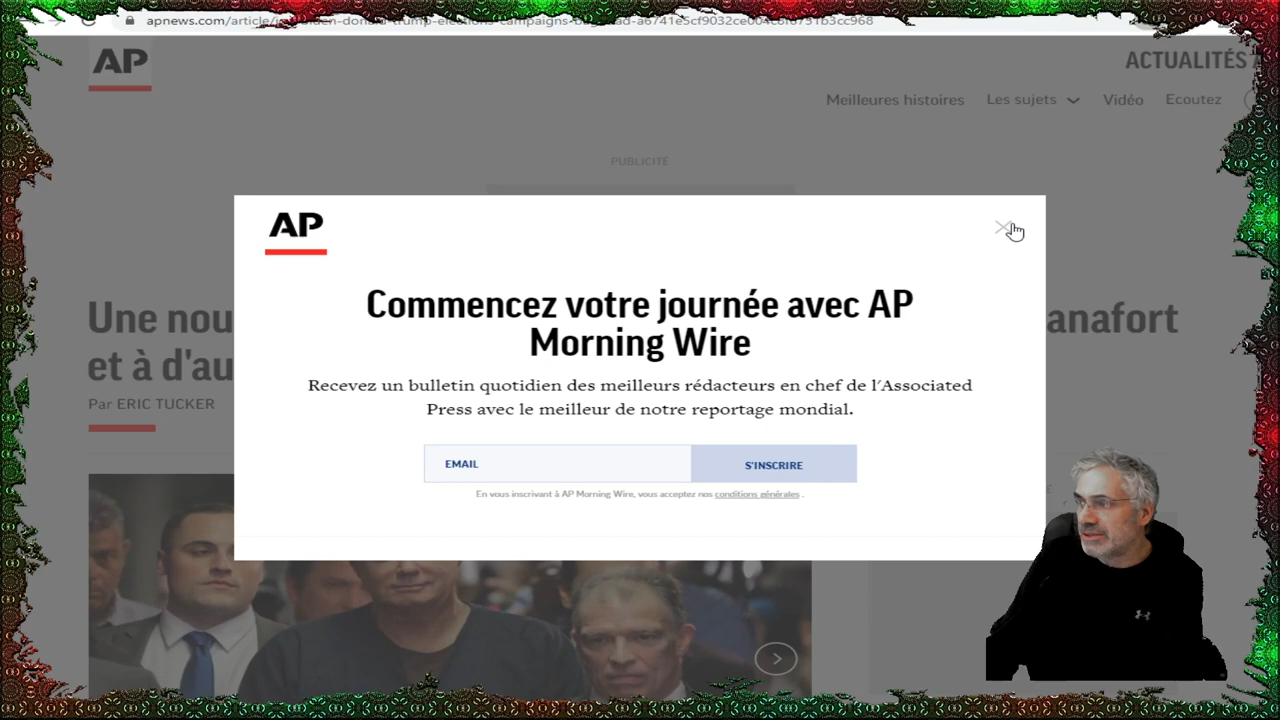 AP
ACTUALITÉS
Meilleures histoires Les sujets Vidéo Ecoutez
PUBLICITÉ
AP
Commencez votre journée avec AP
Morning Wire
Recevez un bulletin quotidien des meilleurs rédacteurs en chef de l'Associated
Press avec le meilleur de notre reportage mondial.
EMAIL S'INSCRIRE
En vous inscrivant à AP Morning Wire, vous acceptez nos conditions générales .
Une nou anafort
et à d'au
Par ERIC TUCKER